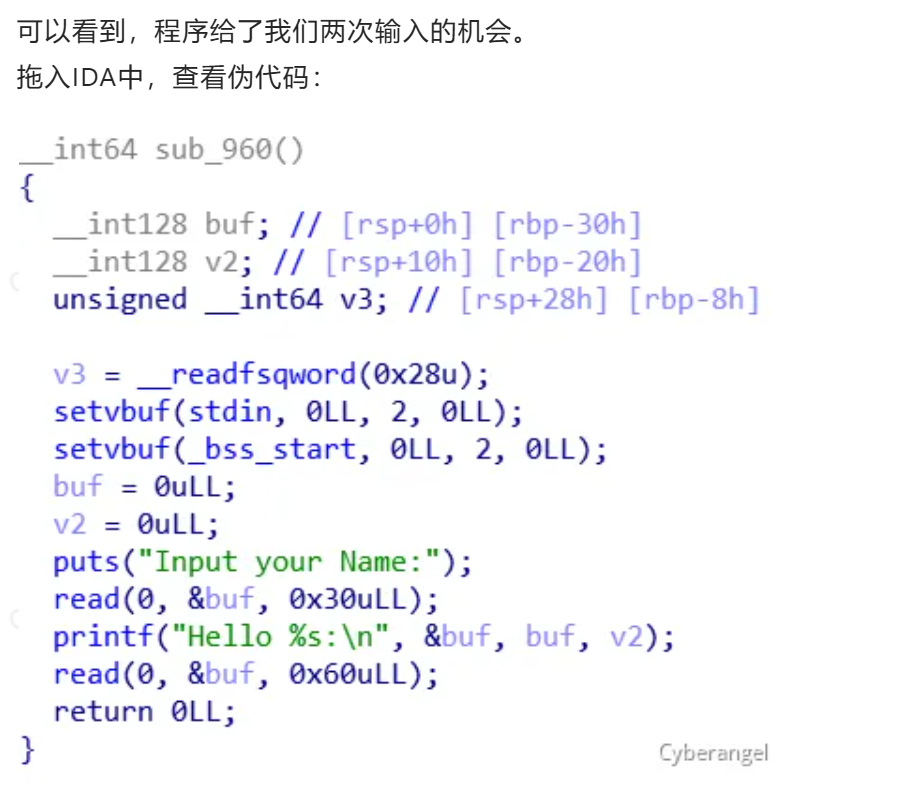 可以看到，程序给了我们两次输入的机会。
拖入IDA中，查看伪代码：
__int64 sub_960()
{
__int128 buf; // [rsp+0h] [rbp-30h]
__int128 v2; // [rsp+10h] [rbp-20h]
unsigned __int64 v3; // [rsp+28h] [rbp-8h]
v3 = __readfsqword(0x28u);
setvbuf(stdin, 0LL, 2, 0LL);
setvbuf(_bss_start, 0LL, 2, 0LL);
buf = 0uLL;
v2 = 0uLL;
puts("Input your Name:");
read(0, &buf, 0x30uLL);
printf("Hello %s:\n", &buf, buf, v2);
read(0, &buf, 0x60uLL);
return 0LL;
}
Cyberangel